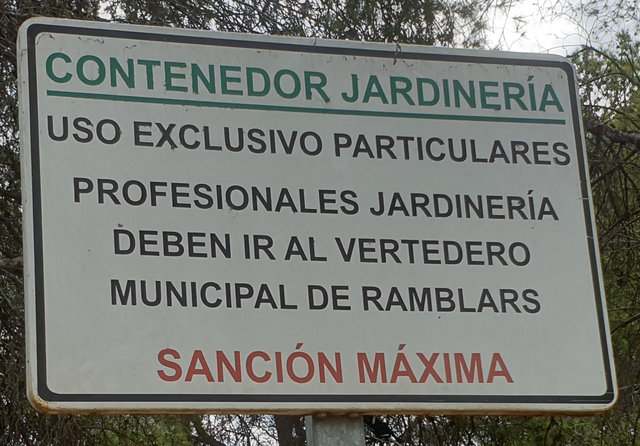 CONTENEDOR JARDINERÍA
USO EXCLUSIVO PARTICULARES
PROFESIONALES JARDINERÍA
DEBEN IR AL VERTEDERO
MUNICIPAL DE RAMBLARS
SANCIÓN MÁXIMA